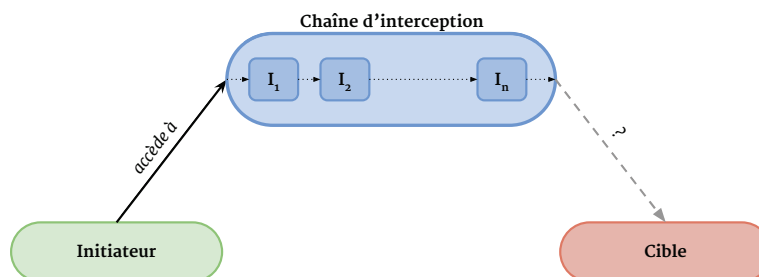 Chaîne d’interception
I1 I2 In
accède à
?
Initiateur
Cible